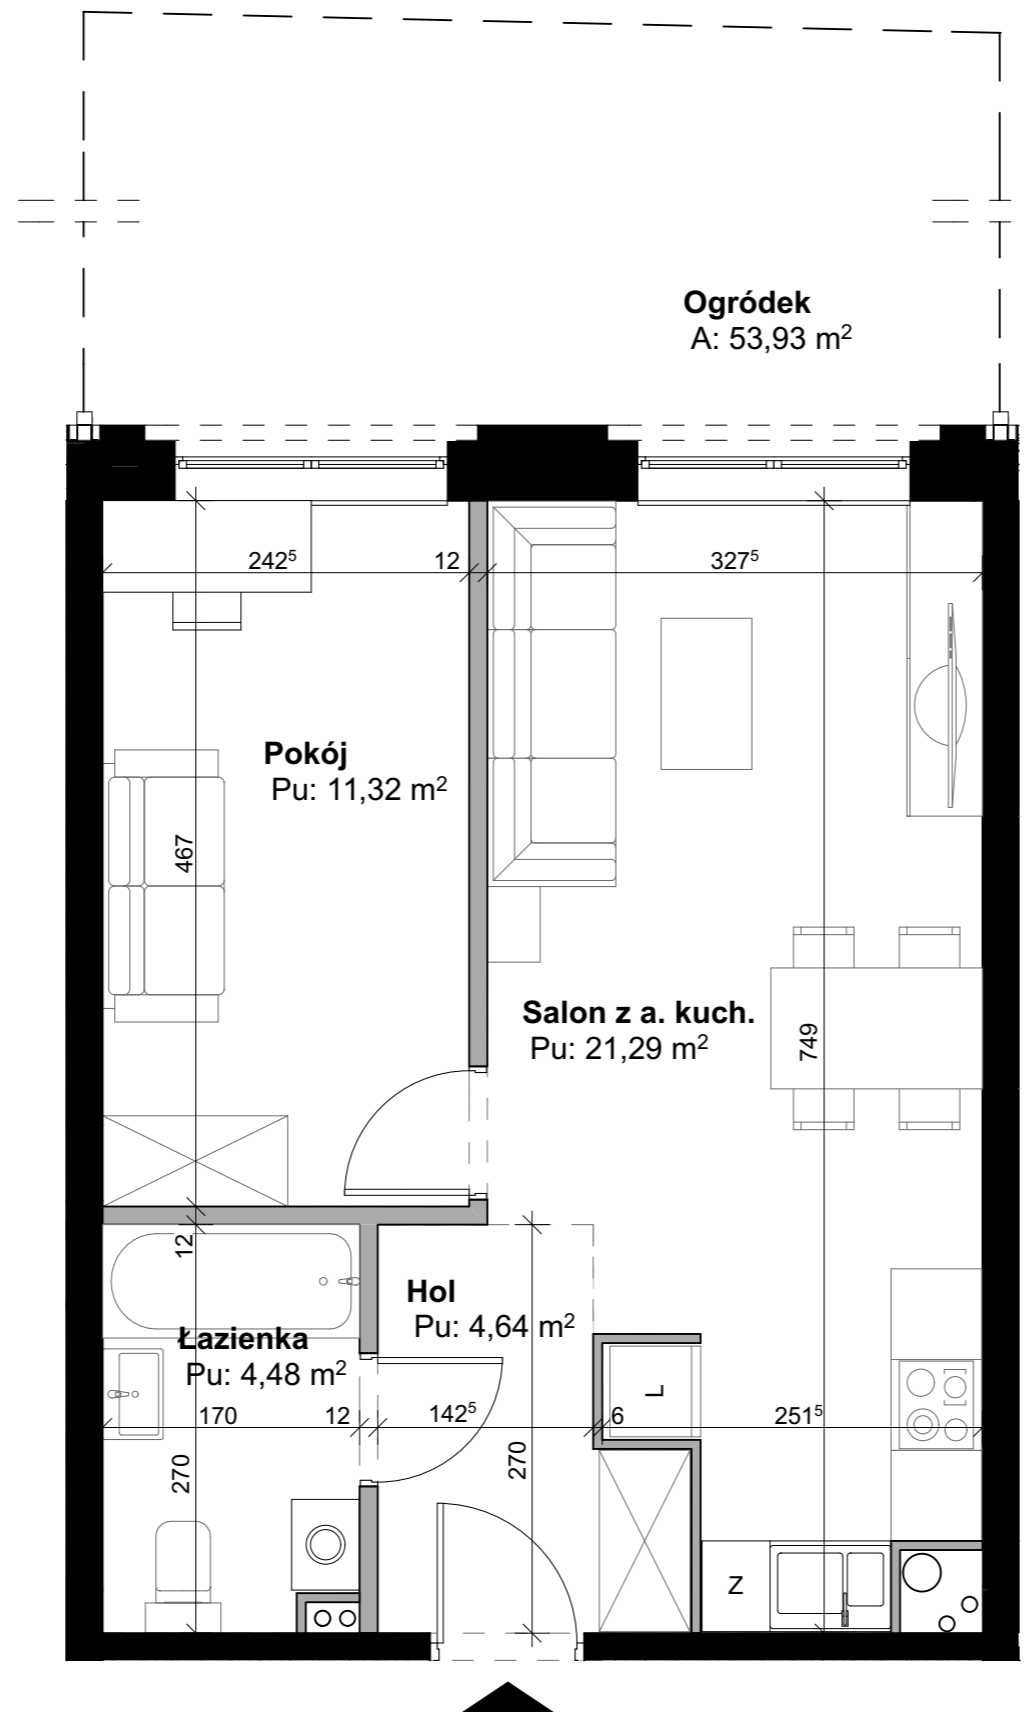 Ogródek
A: 53,93 m²
242⁵
12
327⁵
Pokój
Pu: 11,32 m²
467
Salon z a. kuch.
Pu: 21,29 m²
749
12
Hol
Pu: 4,64 m²
Łazienka
Pu: 4,48 m²
L
170
12
142⁵
6
251⁵
270
270
Z